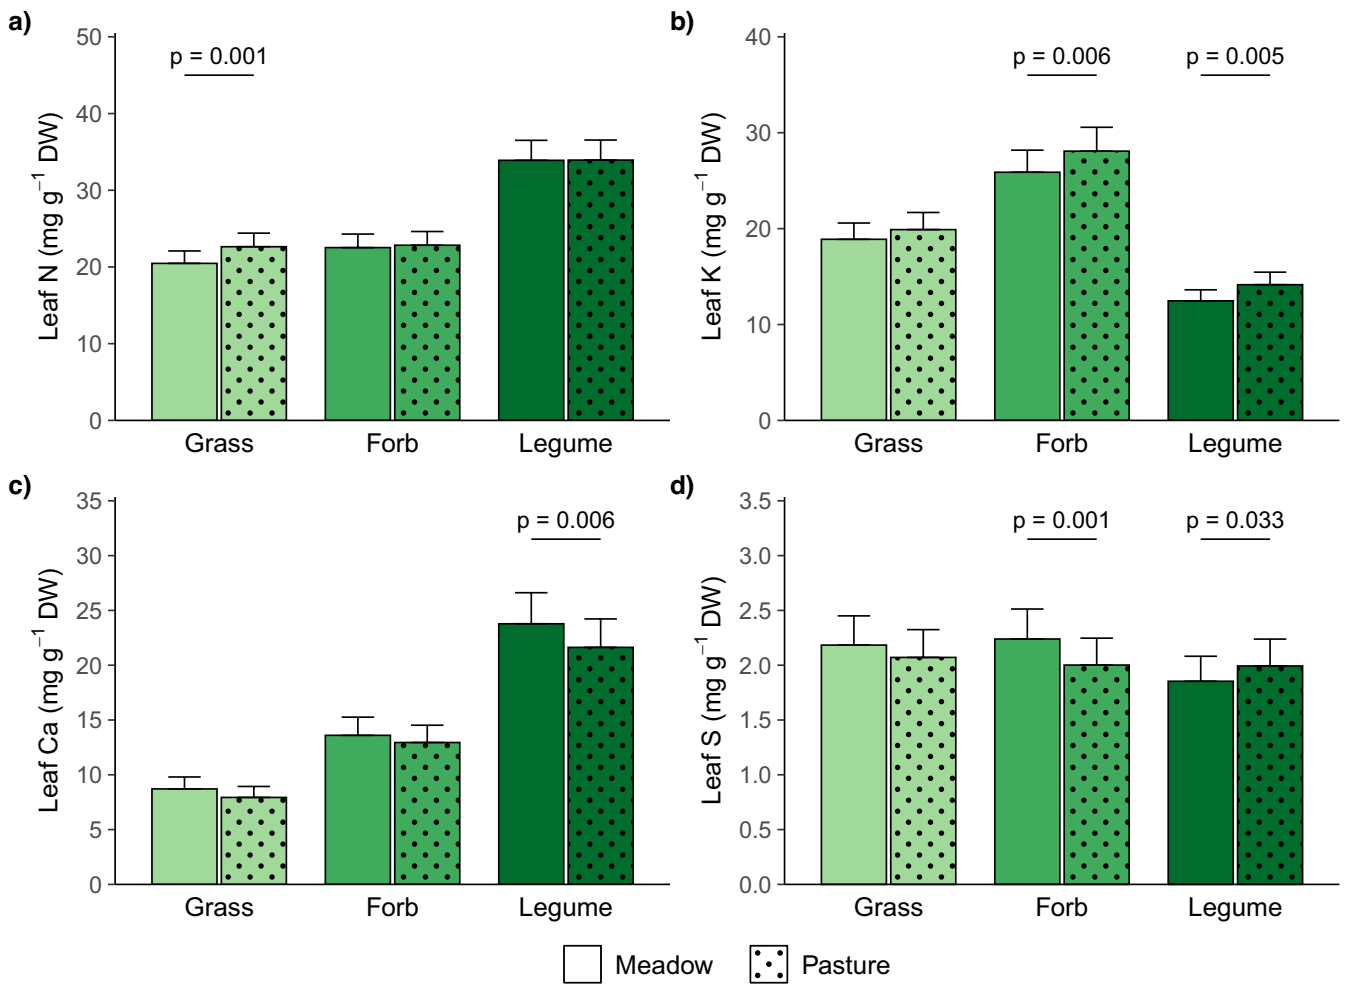 a)
50
40
30
20
10
0
Leaf N (mg g⁻¹ DW)
p = 0.001
Grass Forb Legume
b)
40
30
20
10
0
Leaf K (mg g⁻¹ DW)
p = 0.006 p = 0.005
Grass Forb Legume
c)
35
30
25
20
15
10
5
0
Leaf Ca (mg g⁻¹ DW)
p = 0.006
Grass Forb Legume
d)
3.5
3.0
2.5
2.0
1.5
1.0
0.5
0.0
Leaf S (mg g⁻¹ DW)
p = 0.001 p = 0.033
Grass Forb Legume
Meadow Pasture